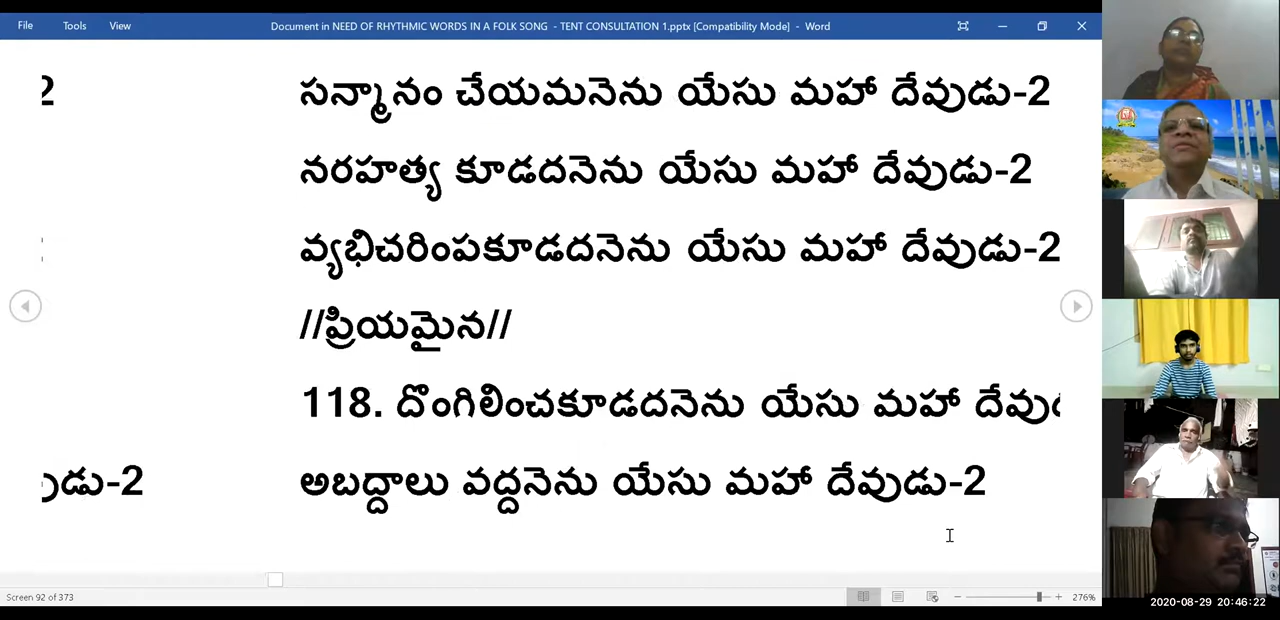 File Tools View Document in NEED OF RHYTHMIC WORDS IN A FOLK SONG - TENT CONSULTATION 1.pptx [Compatibility Mode] - Word
2 సన్మానం చేయమనెను యేసు మహా దేవుడు-2
నరహత్య కూడదనెను యేసు మహా దేవుడు-2
వ్యభిచరింపకూడదనెను యేసు మహా దేవుడు-2
//ప్రియమైన//
118. దొంగిలించకూడదనెను యేసు మహా
డు-2 అబద్దాలు వద్దనెను యేసు మహా దేవుడు-2
Screen 92 of 373 276%
2020-08-29 20:46:22